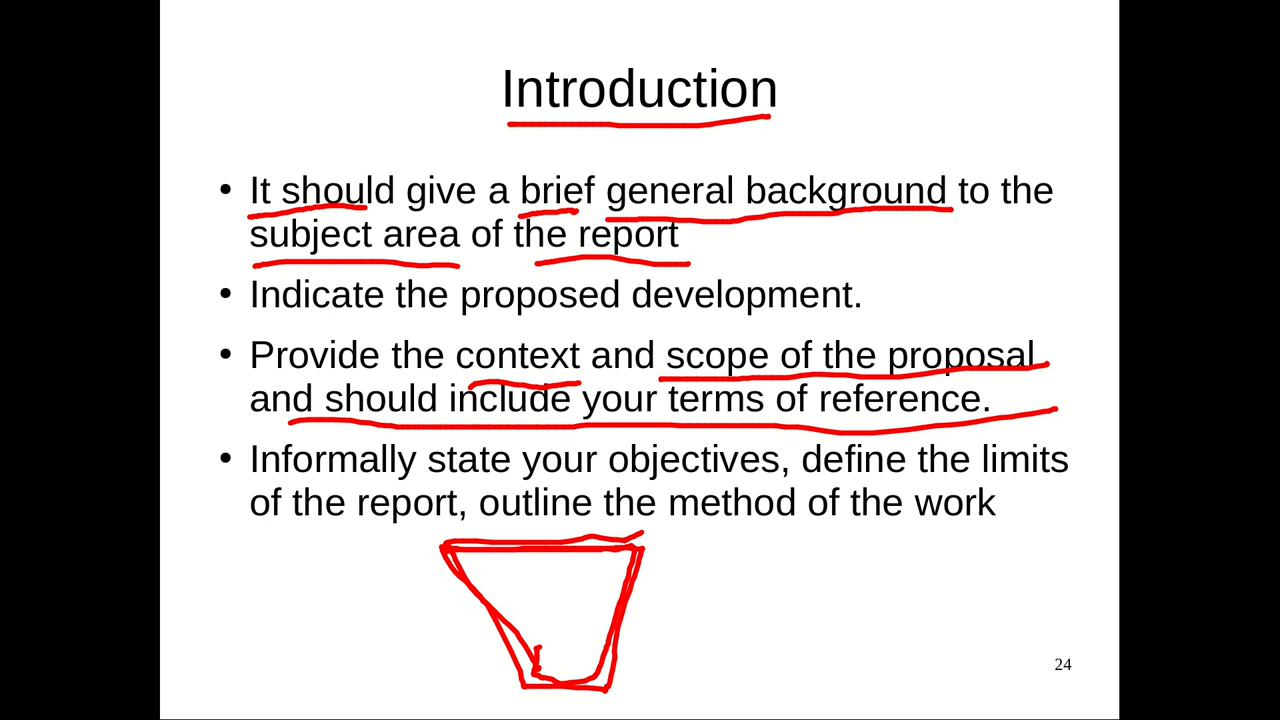 Introduction
• It should give a brief general background to the
subject area of the report
• Indicate the proposed development.
• Provide the context and scope of the proposal
and should include your terms of reference.
• Informally state your objectives, define the limits
of the report, outline the method of the work
24